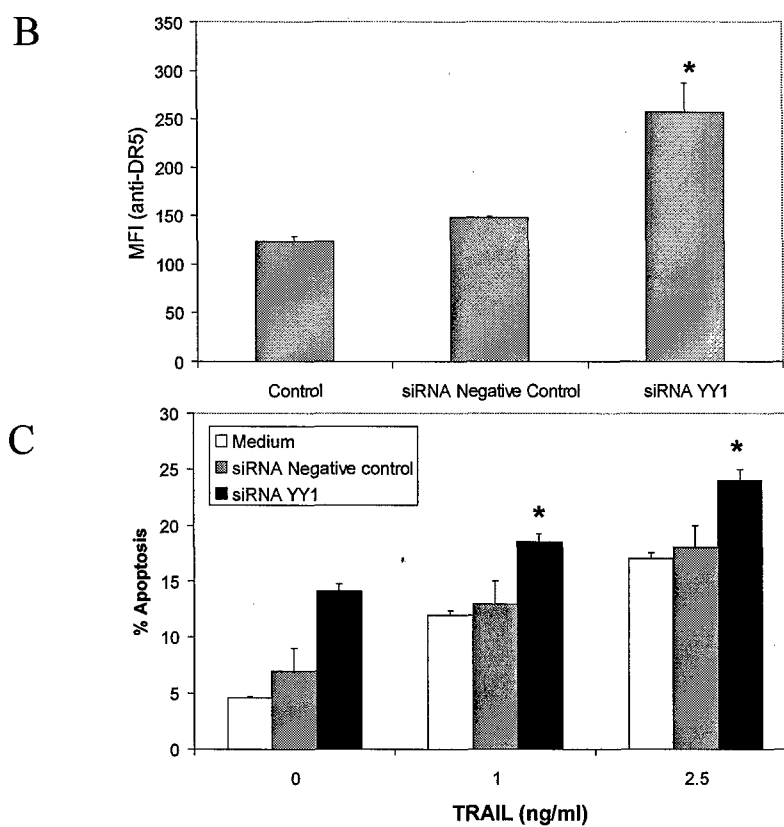 B
350
300
250
200
150
100
50
0
MFI (anti-DR5)
*
Control siRNA Negative Control siRNA YY1
C
30
25
20
15
10
5
0
% Apoptosis
Medium
siRNA Negative control
siRNA YY1
*
*
0 1 2.5
TRAIL (ng/ml)